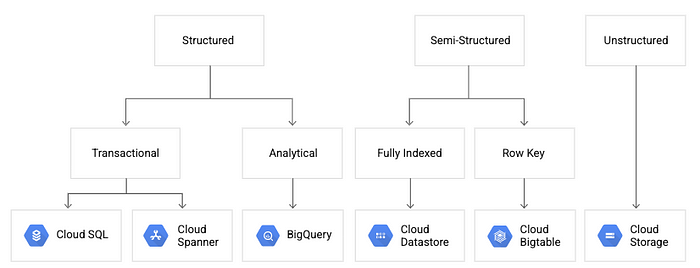 Structured
Semi-Structured
Unstructured
Transactional
Analytical
Fully Indexed
Row Key
Cloud SQL
Cloud
Spanner
BigQuery
Cloud
Datastore
Cloud
Bigtable
Cloud
Storage